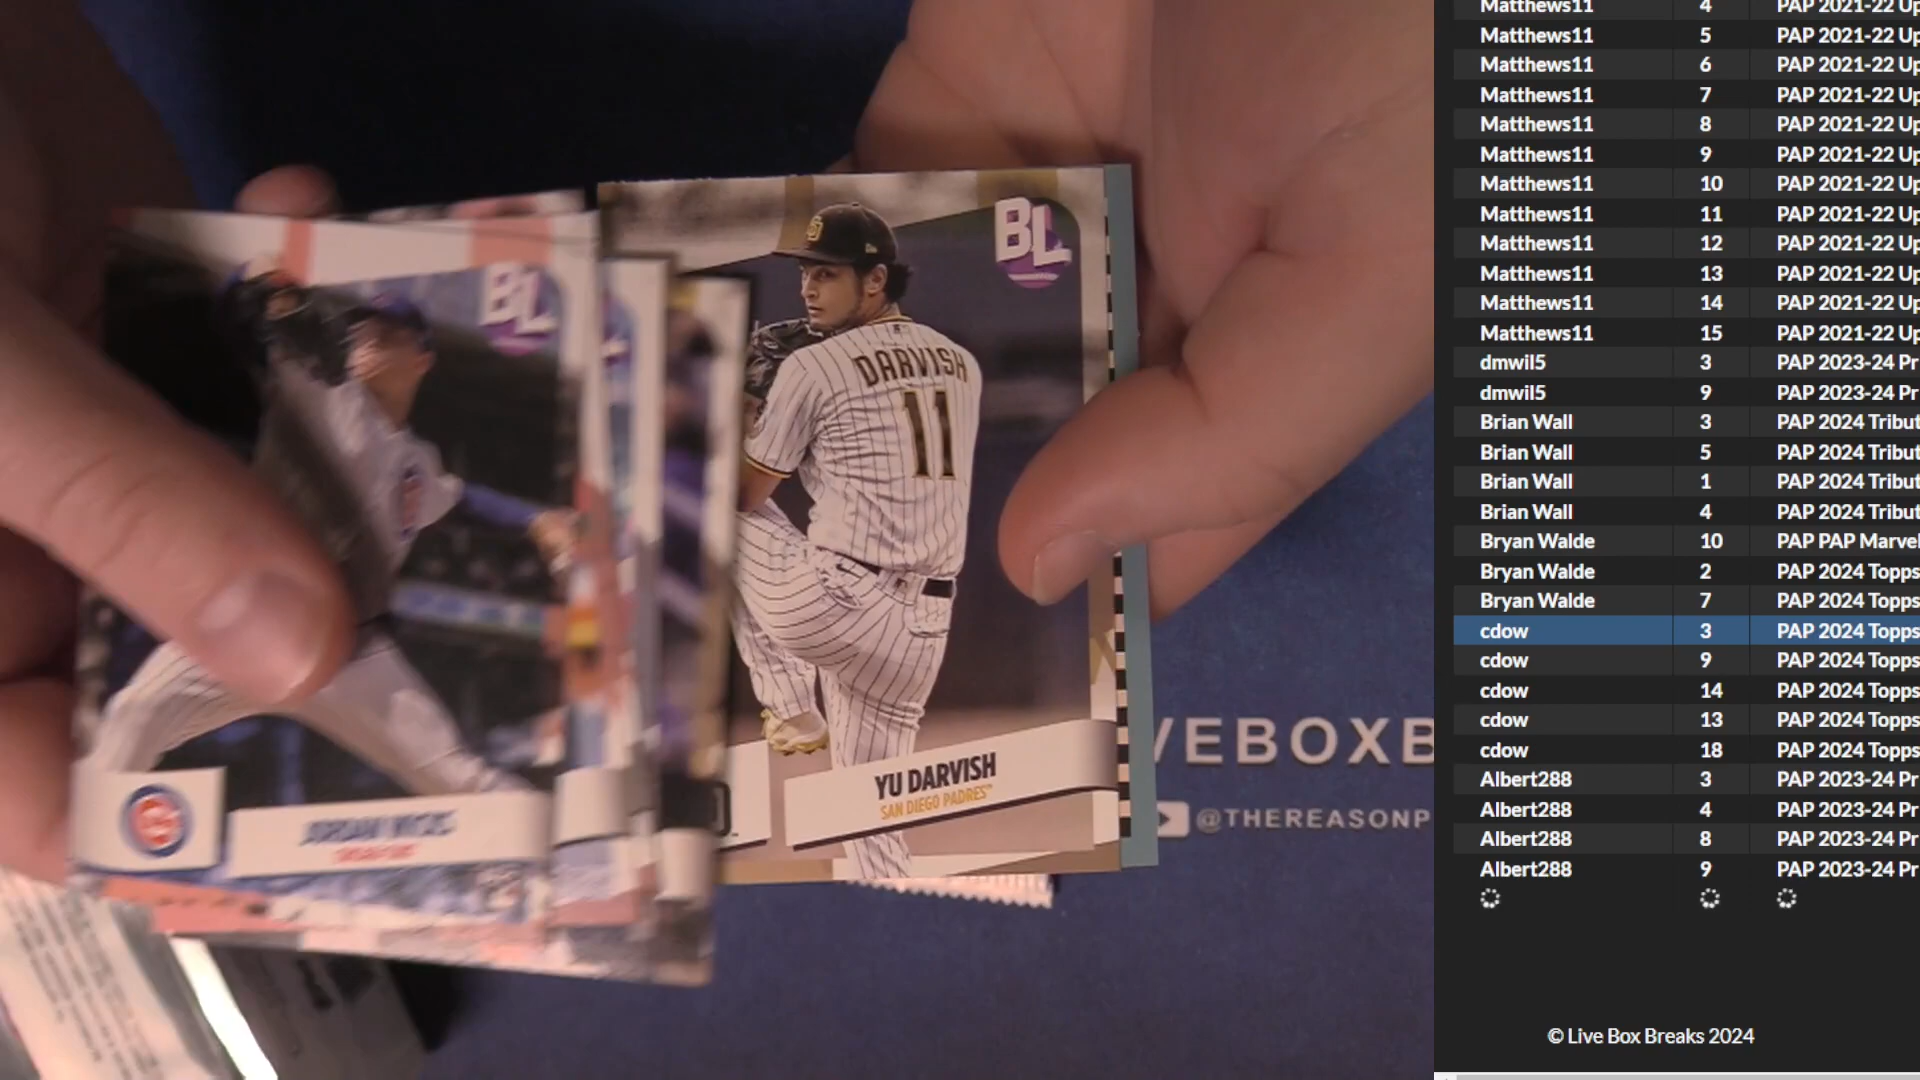 BL
DARVISH
11
YU DARVISH
SAN DIEGO PADRES™
BL
VEBOXB
@THEREASONP
Matthews11 4 PAP 2021-22 Up
Matthews11 5 PAP 2021-22 Up
Matthews11 6 PAP 2021-22 Up
Matthews11 7 PAP 2021-22 Up
Matthews11 8 PAP 2021-22 Up
Matthews11 9 PAP 2021-22 Up
Matthews11 10 PAP 2021-22 Up
Matthews11 11 PAP 2021-22 Up
Matthews11 12 PAP 2021-22 Up
Matthews11 13 PAP 2021-22 Up
Matthews11 14 PAP 2021-22 Up
Matthews11 15 PAP 2021-22 Up
dmwil5 3 PAP 2023-24 Pr
dmwil5 9 PAP 2023-24 Pr
Brian Wall 3 PAP 2024 Tribut
Brian Wall 5 PAP 2024 Tribut
Brian Wall 1 PAP 2024 Tribut
Brian Wall 4 PAP 2024 Tribut
Bryan Walde 10 PAP PAP Marvel
Bryan Walde 2 PAP 2024 Topps
Bryan Walde 7 PAP 2024 Topps
cdow 3 PAP 2024 Topps
cdow 9 PAP 2024 Topps
cdow 14 PAP 2024 Topps
cdow 13 PAP 2024 Topps
cdow 18 PAP 2024 Topps
Albert288 3 PAP 2023-24 Pr
Albert288 4 PAP 2023-24 Pr
Albert288 8 PAP 2023-24 Pr
Albert288 9 PAP 2023-24 Pr
© Live Box Breaks 2024